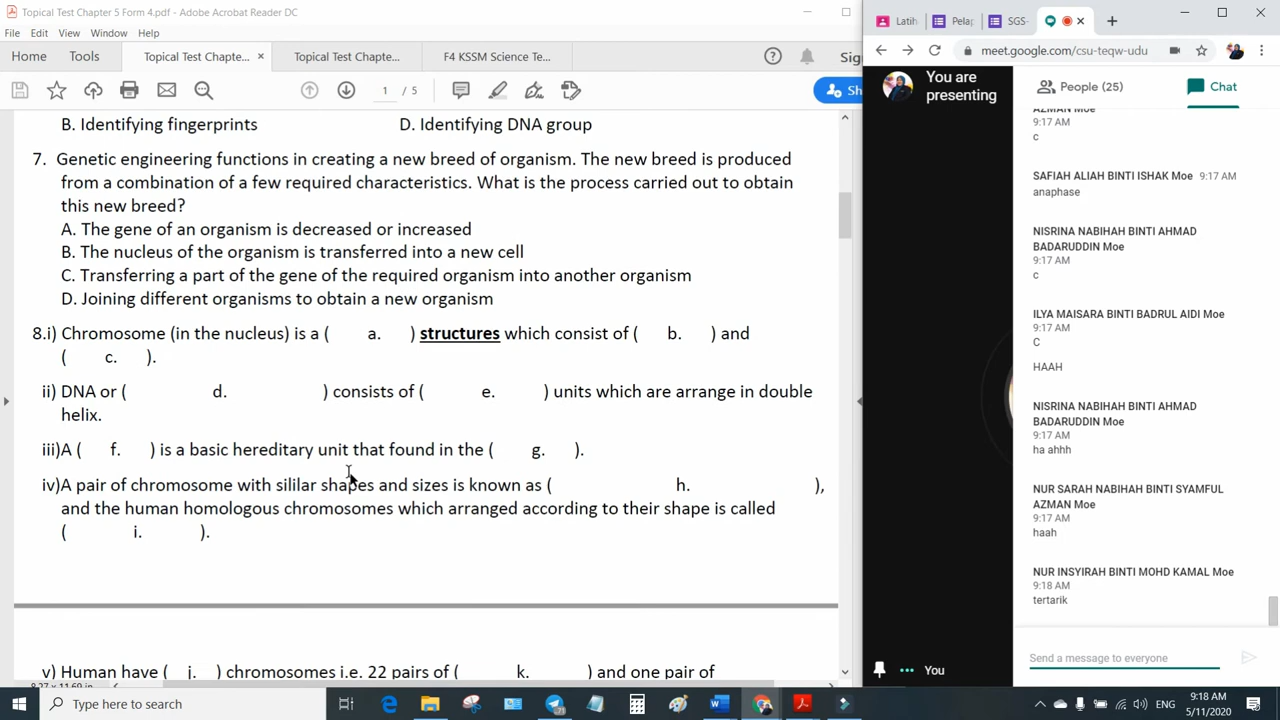 Topical Test Chapter 5 Form 4.pdf - Adobe Acrobat Reader DC
File Edit View Window Help
Home Tools Topical Test Chapte... × Topical Test Chapte... F4 KSSM Science Te... Sig
1 / 5 Sh
B. Identifying fingerprints D. Identifying DNA group
7. Genetic engineering functions in creating a new breed of organism. The new breed is produced
from a combination of a few required characteristics. What is the process carried out to obtain
this new breed?
A. The gene of an organism is decreased or increased
B. The nucleus of the organism is transferred into a new cell
C. Transferring a part of the gene of the required organism into another organism
D. Joining different organisms to obtain a new organism
8.i) Chromosome (in the nucleus) is a ( a. ) structures which consist of ( b. ) and
( c. ).
ii) DNA or ( d. ) consists of ( e. ) units which are arrange in double
helix.
iii)A ( f. ) is a basic hereditary unit that found in the ( g. ).
iv)A pair of chromosome with sililar shapes and sizes is known as ( h. ),
and the human homologous chromosomes which arranged according to their shape is called
( i. ).
v) Human have ( j. ) chromosomes i.e. 22 pairs of ( k. ) and one pair of
8.27 x 11.69 in
Latih Pelap SGS-
meet.google.com/csu-teqw-udu
You are
presenting
People (25) Chat
AZMAN Moe
9:17 AM
c
SAFIAH ALIAH BINTI ISHAK Moe 9:17 AM
anaphase
NISRINA NABIHAH BINTI AHMAD
BADARUDDIN Moe
9:17 AM
c
ILYA MAISARA BINTI BADRUL AIDI Moe
9:17 AM
C
HAAH
NISRINA NABIHAH BINTI AHMAD
BADARUDDIN Moe
9:17 AM
ha ahhh
NUR SARAH NABIHAH BINTI SYAMFUL
AZMAN Moe
9:17 AM
haah
NUR INSYIRAH BINTI MOHD KAMAL Moe
9:18 AM
tertarik
Send a message to everyone
You
Type here to search
ENG
9:18 AM
5/11/2020